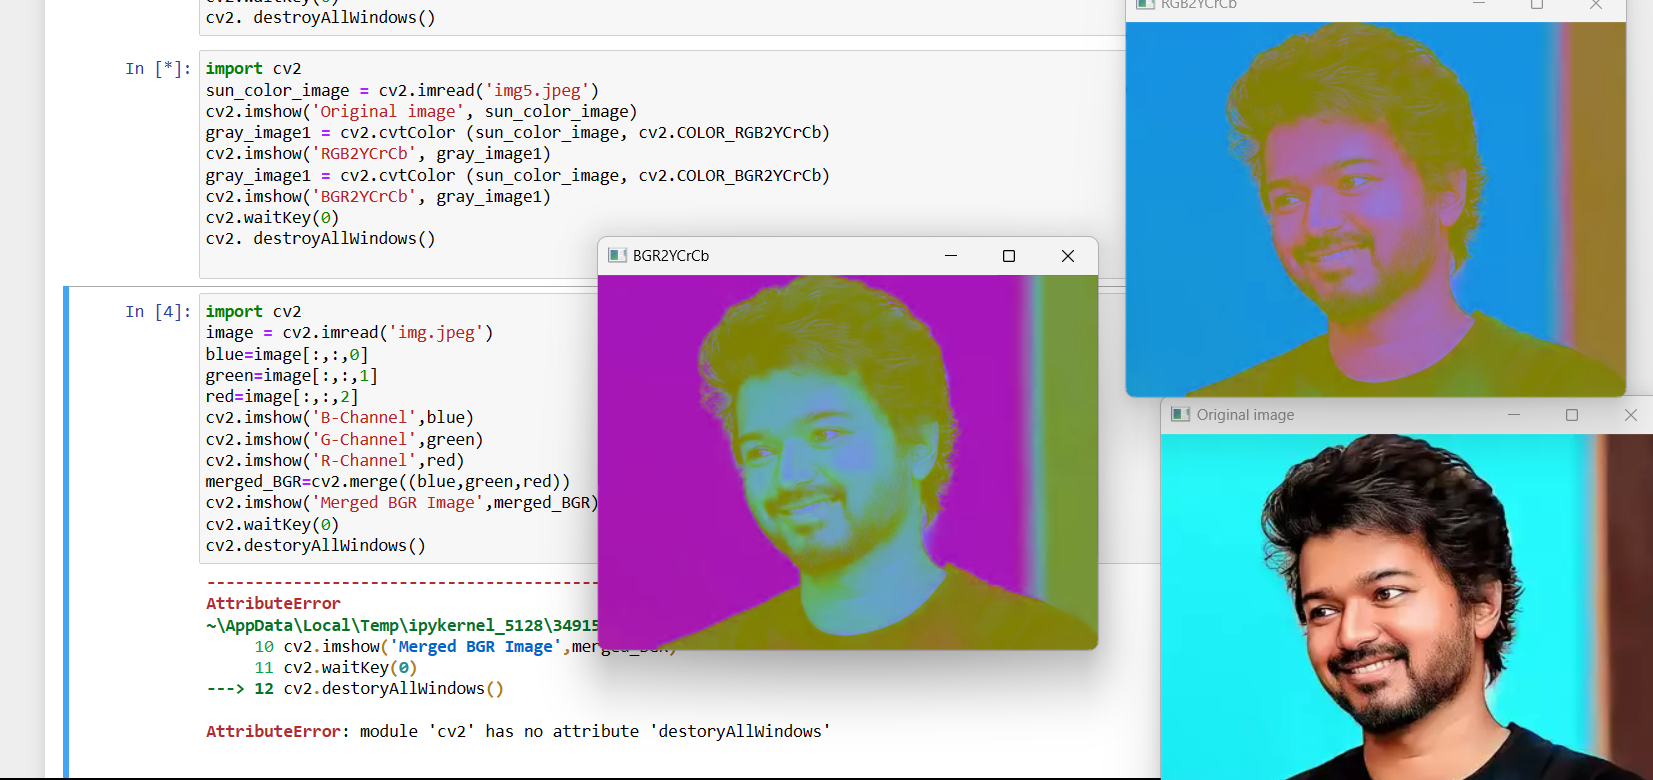 cv2. destroyAllWindows()
In [*]:
import cv2
sun_color_image = cv2.imread('img5.jpeg')
cv2.imshow('Original image', sun_color_image)
gray_image1 = cv2.cvtColor (sun_color_image, cv2.COLOR_RGB2YCrCb)
cv2.imshow('RGB2YCrCb', gray_image1)
gray_image1 = cv2.cvtColor (sun_color_image, cv2.COLOR_BGR2YCrCb)
cv2.imshow('BGR2YCrCb', gray_image1)
cv2.waitKey(0)
cv2. destroyAllWindows()
In [4]:
import cv2
image = cv2.imread('img.jpeg')
blue=image[:,:,0]
green=image[:,:,1]
red=image[:,:,2]
cv2.imshow('B-Channel',blue)
cv2.imshow('G-Channel',green)
cv2.imshow('R-Channel',red)
merged_BGR=cv2.merge((blue,green,red))
cv2.imshow('Merged BGR Image',merged_BGR)
cv2.waitKey(0)
cv2.destoryAllWindows()
-----------------------------------------
AttributeError
~\AppData\Local\Temp\ipykernel_5128\34915
10 cv2.imshow('Merged BGR Image',merged_BGR)
11 cv2.waitKey(0)
---> 12 cv2.destoryAllWindows()
AttributeError: module 'cv2' has no attribute 'destoryAllWindows'
RGB2YCrCb
BGR2YCrCb
Original image